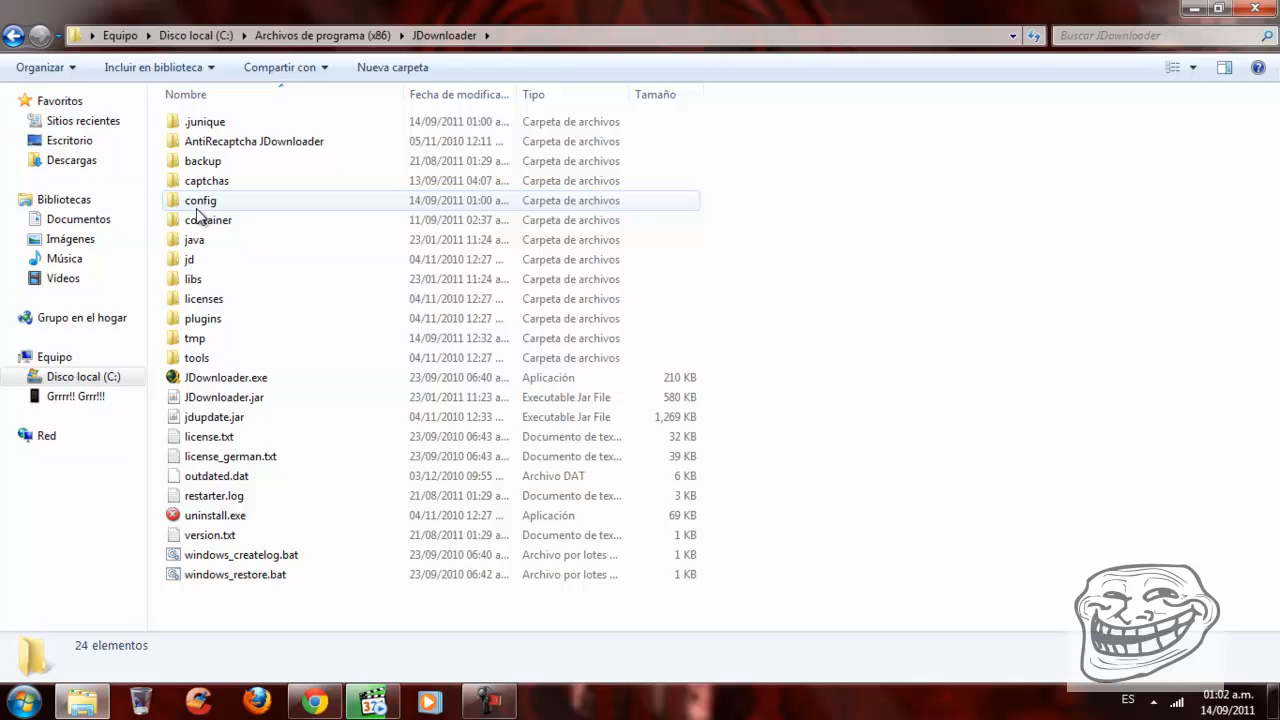 Equipo Disco local (C:) Archivos de programa (x86) JDownloader Buscar JDownloader
Organizar Incluir en biblioteca Compartir con Nueva carpeta
Favoritos
Sitios recientes
Escritorio
Descargas
Bibliotecas
Documentos
Imágenes
Música
Vídeos
Grupo en el hogar
Equipo
Disco local (C:)
Grrrr!! Grr!!!
Red
Nombre Fecha de modifica... Tipo Tamaño
.junique 14/09/2011 01:00 a... Carpeta de archivos
AntiRecaptcha JDownloader 05/11/2010 12:11 ... Carpeta de archivos
backup 21/08/2011 01:29 a... Carpeta de archivos
captchas 13/09/2011 04:07 a... Carpeta de archivos
config 14/09/2011 01:00 a... Carpeta de archivos
container 11/09/2011 02:37 a... Carpeta de archivos
java 23/01/2011 11:24 a... Carpeta de archivos
jd 04/11/2010 12:27 ... Carpeta de archivos
libs 23/01/2011 11:24 a... Carpeta de archivos
licenses 04/11/2010 12:27 ... Carpeta de archivos
plugins 04/11/2010 12:27 ... Carpeta de archivos
tmp 14/09/2011 12:32 a... Carpeta de archivos
tools 04/11/2010 12:27 ... Carpeta de archivos
JDownloader.exe 23/09/2010 06:40 a... Aplicación 210 KB
JDownloader.jar 23/01/2011 11:23 a... Executable Jar File 580 KB
jdupdate.jar 04/11/2010 12:33 ... Executable Jar File 1,269 KB
license.txt 23/09/2010 06:43 a... Documento de tex... 32 KB
license_german.txt 23/09/2010 06:43 a... Documento de tex... 39 KB
outdated.dat 03/12/2010 09:55 ... Archivo DAT 6 KB
restarter.log 21/08/2011 01:29 a... Documento de tex... 3 KB
uninstall.exe 04/11/2010 12:27 ... Aplicación 69 KB
version.txt 21/08/2011 01:29 a... Documento de tex... 1 KB
windows_createlog.bat 23/09/2010 06:40 a... Archivo por lotes ... 1 KB
windows_restore.bat 23/09/2010 06:42 a... Archivo por lotes ... 1 KB
24 elementos
ES 01:02 a.m.
14/09/2011